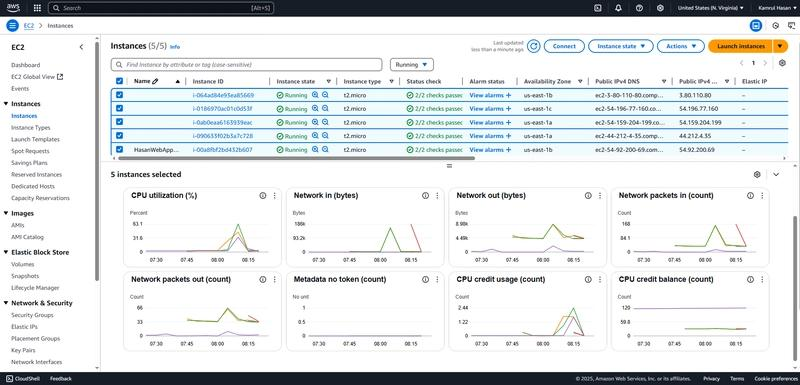 aws
Search
[Alt+S]
United States (N. Virginia)
Kamrul Hasan
EC2 > Instances
EC2
Dashboard
EC2 Global View
Events
Instances
Instances
Instance Types
Launch Templates
Spot Requests
Savings Plans
Reserved Instances
Dedicated Hosts
Capacity Reservations
Images
AMIs
AMI Catalog
Elastic Block Store
Volumes
Snapshots
Lifecycle Manager
Network & Security
Security Groups
Elastic IPs
Placement Groups
Key Pairs
Network Interfaces
Instances (5/5) Info
Last updated
less than a minute ago
Connect
Instance state
Actions
Launch instances
Find Instance by attribute or tag (case-sensitive)
Running
1
Name Instance ID Instance state Instance type Status check Alarm status Availability Zone Public IPv4 DNS Public IPv4 ... Elastic IP
i-064ad84e93ea85669 Running t2.micro 2/2 checks passec View alarms + us-east-1b ec2-3-80-110-80.comp... 3.80.110.80 –
i-0186970ac01c0d53f Running t2.micro 2/2 checks passec View alarms + us-east-1c ec2-54-196-77-160.co... 54.196.77.160 –
i-0ab0eaa6163939eac Running t2.micro 2/2 checks passec View alarms + us-east-1a ec2-54-159-204-199.c... 54.159.204.199 –
i-090633f02b3a7c728 Running t2.micro 2/2 checks passec View alarms + us-east-1a ec2-44-212-4-35.comp... 44.212.4.35 –
HasanWebApp... i-00a8fbf2bd432b607 Running t2.micro 2/2 checks passec View alarms + us-east-1b ec2-54-92-200-69.com... 54.92.200.69 –
5 instances selected
CPU utilization (%)
Percent
63.1
31.6
0
07:30 07:45 08:00 08:15
Network in (bytes)
Bytes
186k
93.2k
0
07:30 07:45 08:00 08:15
Network out (bytes)
Bytes
8.98k
4.49k
0
07:30 07:45 08:00 08:15
Network packets in (count)
Count
168
84.1
0
07:30 07:45 08:00 08:15
Network packets out (count)
Count
66
33
0
07:30 07:45 08:00 08:15
Metadata no token (count)
No unit
1
0.5
0
07:30 07:45 08:00 08:15
CPU credit usage (count)
Count
2.44
1.22
0
07:30 07:45 08:00 08:15
CPU credit balance (count)
Count
120
59.8
0
07:30 07:45 08:00 08:15
CloudShell Feedback
© 2025, Amazon Web Services, Inc. or its affiliates. Privacy Terms Cookie preferences